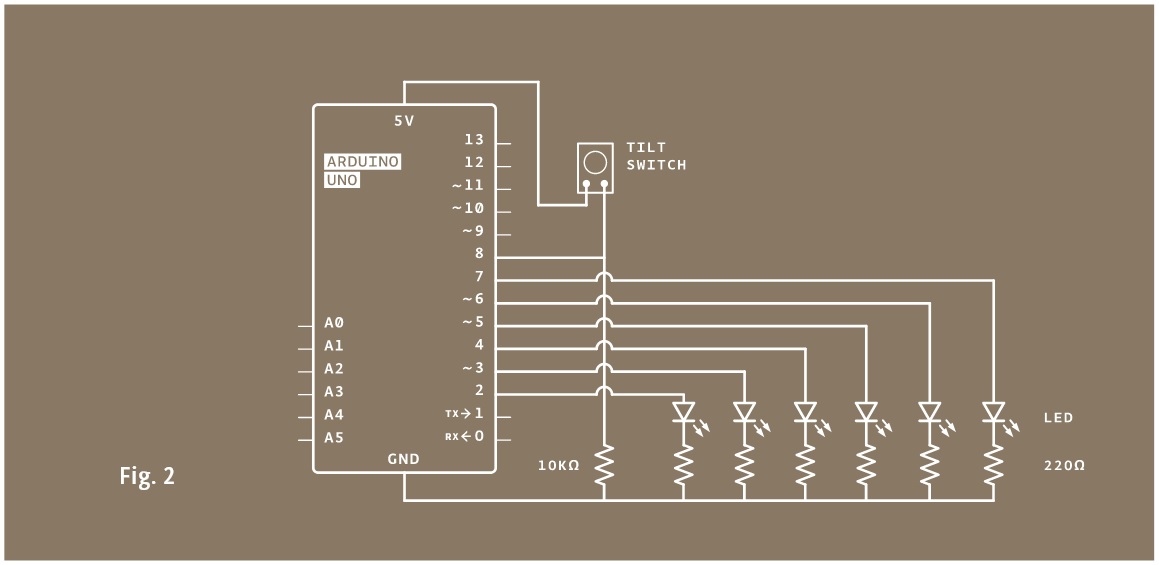 5V
ARDUINO
UNO
13
12
~11
~10
~9
8
7
~6
~5
4
~3
2
TX→1
RX←0
A0
A1
A2
A3
A4
A5
GND
TILT
SWITCH
LED
10KΩ
220Ω
Fig. 2